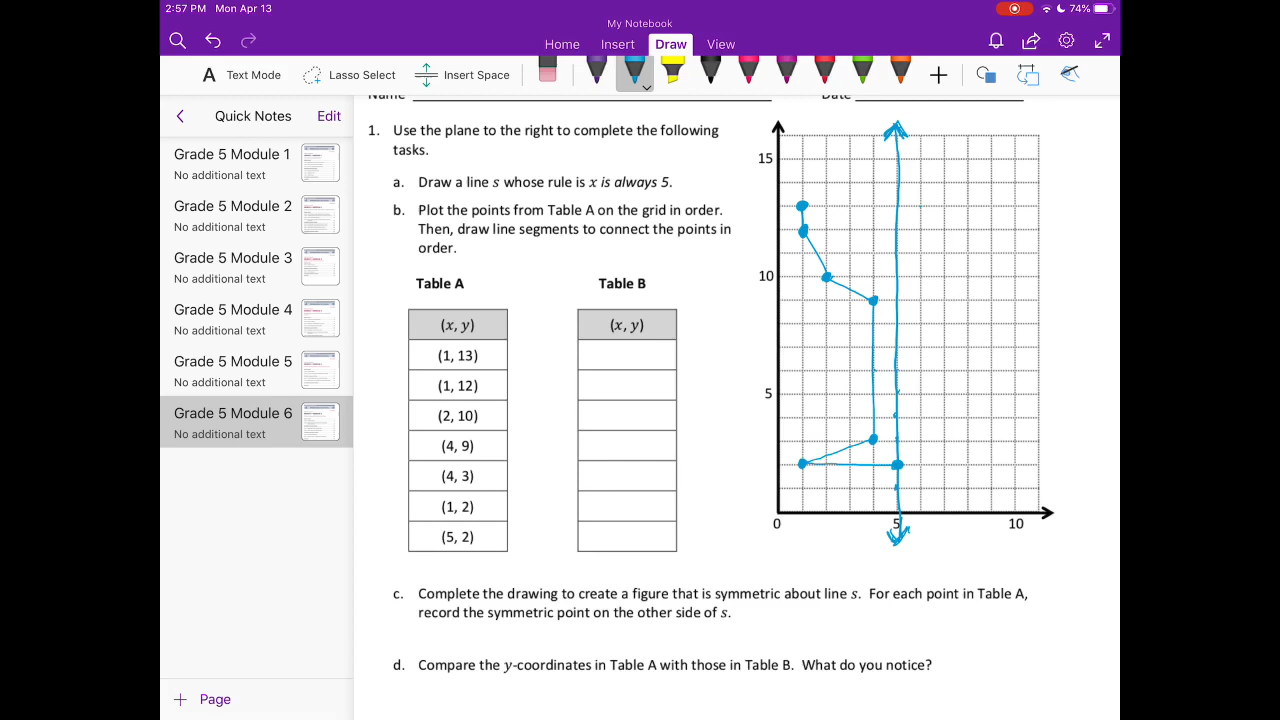 2:57 PM Mon Apr 13
74%
My Notebook
Home Insert Draw View
Text Mode Lasso Select Insert Space
Quick Notes Edit
Grade 5 Module 1
No additional text
Grade 5 Module 2
No additional text
Grade 5 Module 3
No additional text
Grade 5 Module 4
No additional text
Grade 5 Module 5
No additional text
Grade 5 Module 6
No additional text
Page
Name Date
1. Use the plane to the right to complete the following
tasks.
a. Draw a line s whose rule is x is always 5.
b. Plot the points from Table A on the grid in order.
Then, draw line segments to connect the points in
order.
Table A Table B
(x, y) (x, y)
(1, 13)
(1, 12)
(2, 10)
(4, 9)
(4, 3)
(1, 2)
(5, 2)
15
10
5
0 5 10
c. Complete the drawing to create a figure that is symmetric about line s. For each point in Table A,
record the symmetric point on the other side of s.
d. Compare the y-coordinates in Table A with those in Table B. What do you notice?